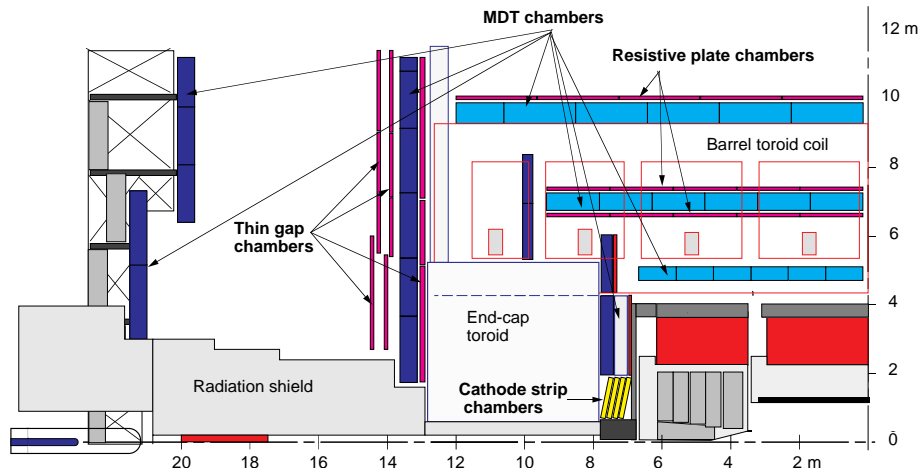 MDT chambers
12 m
Resistive plate chambers
10
Barrel toroid coil
8
Thin gap
chambers
6
4
End-cap
toroid
Radiation shield
2
Cathode strip
chambers
0
20 18 16 14 12 10 8 6 4 2 m